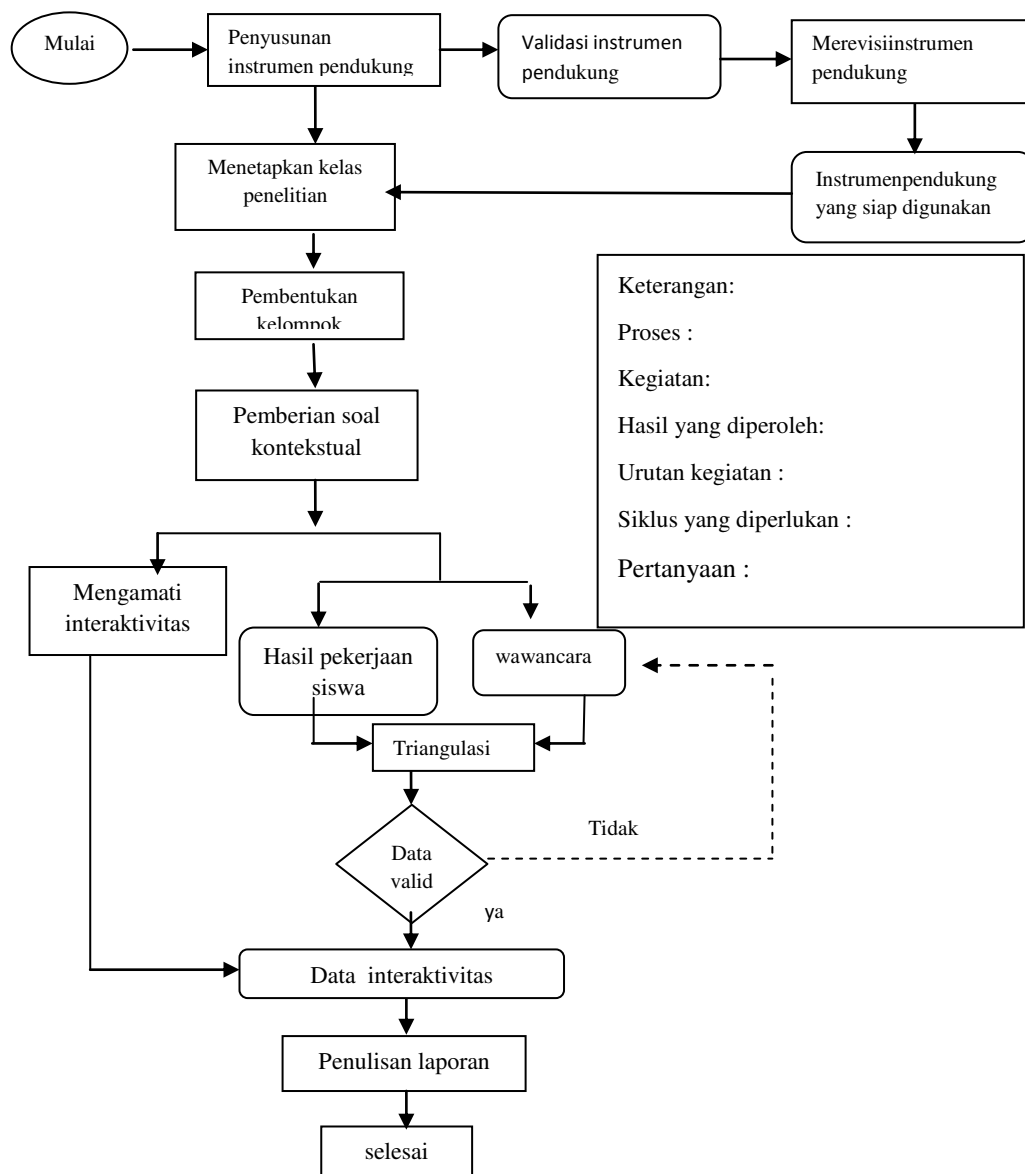 Mulai
Penyusunan
instrumen pendukung
Validasi instrumen
pendukung
Merevisiinstrumen
pendukung
Menetapkan kelas
penelitian
Instrumenpendukung
yang siap digunakan
Pembentukan
kelompok
Keterangan:
Proses :
Kegiatan:
Hasil yang diperoleh:
Urutan kegiatan :
Siklus yang diperlukan :
Pertanyaan :
Pemberian soal
kontekstual
Mengamati
interaktivitas
Hasil pekerjaan
siswa
wawancara
Triangulasi
Data
valid
Tidak
ya
Data interaktivitas
Penulisan laporan
selesai